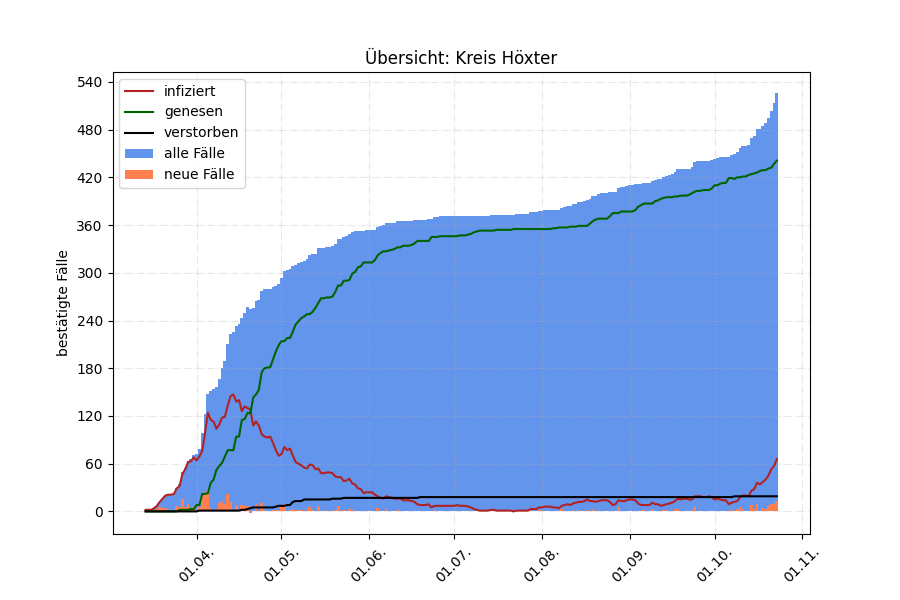 Übersicht: Kreis Höxter
bestätigte Fälle
540
480
420
360
300
240
180
120
60
0
infiziert
genesen
verstorben
alle Fälle
neue Fälle
01.04.
01.05.
01.06.
01.07.
01.08.
01.09.
01.10.
01.11.